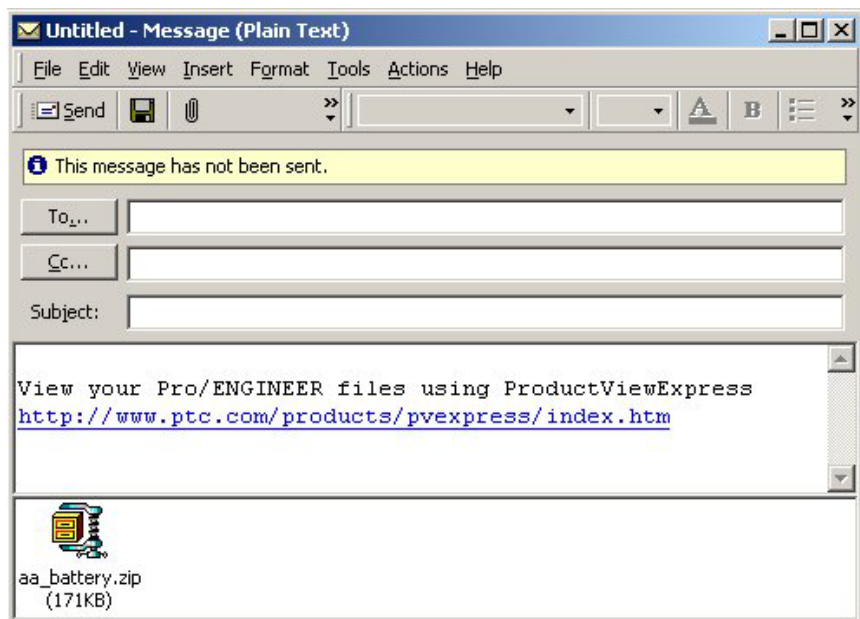 Untitled - Message (Plain Text)
File Edit View Insert Format Tools Actions Help
Send A B
This message has not been sent.
To...
Cc...
Subject:
View your Pro/ENGINEER files using ProductViewExpress
http://www.ptc.com/products/pvexpress/index.htm
aa_battery.zip
(171KB)